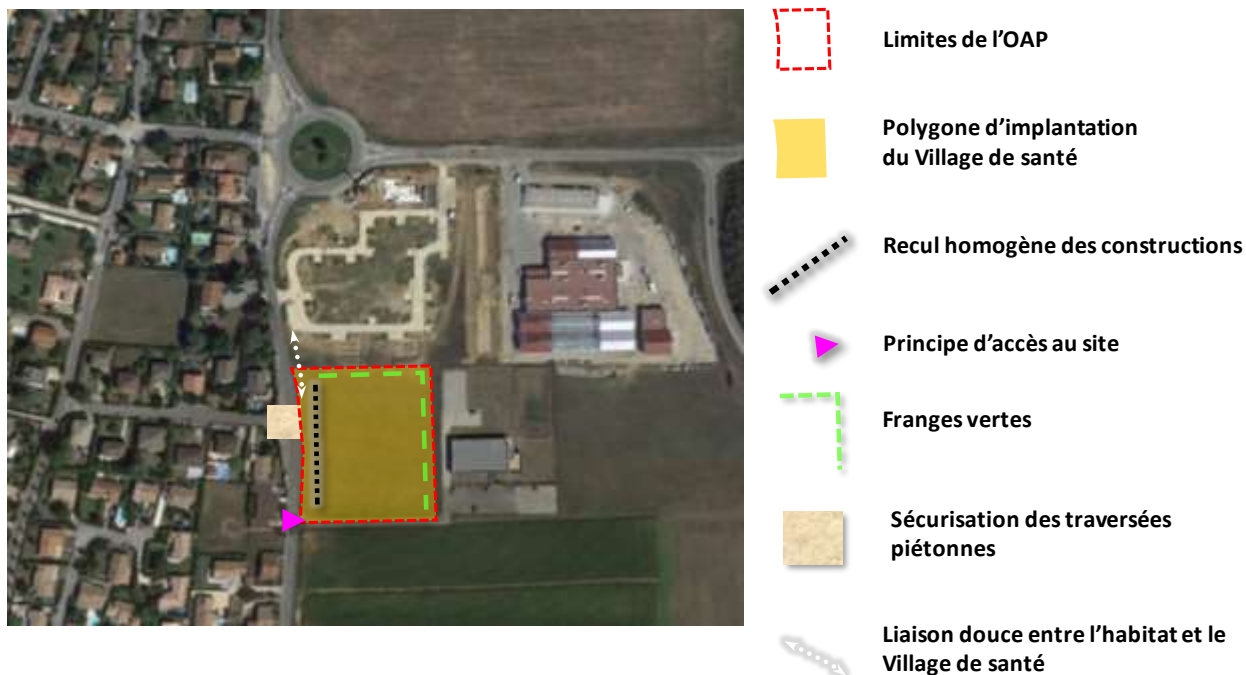 Limites de l'OAP
Polygone d'implantation
du Village de santé
Recul homogène des constructions
Principe d'accès au site
Franges vertes
Sécurisation des traversées
piétonnes
Liaison douce entre l'habitat et le
Village de santé